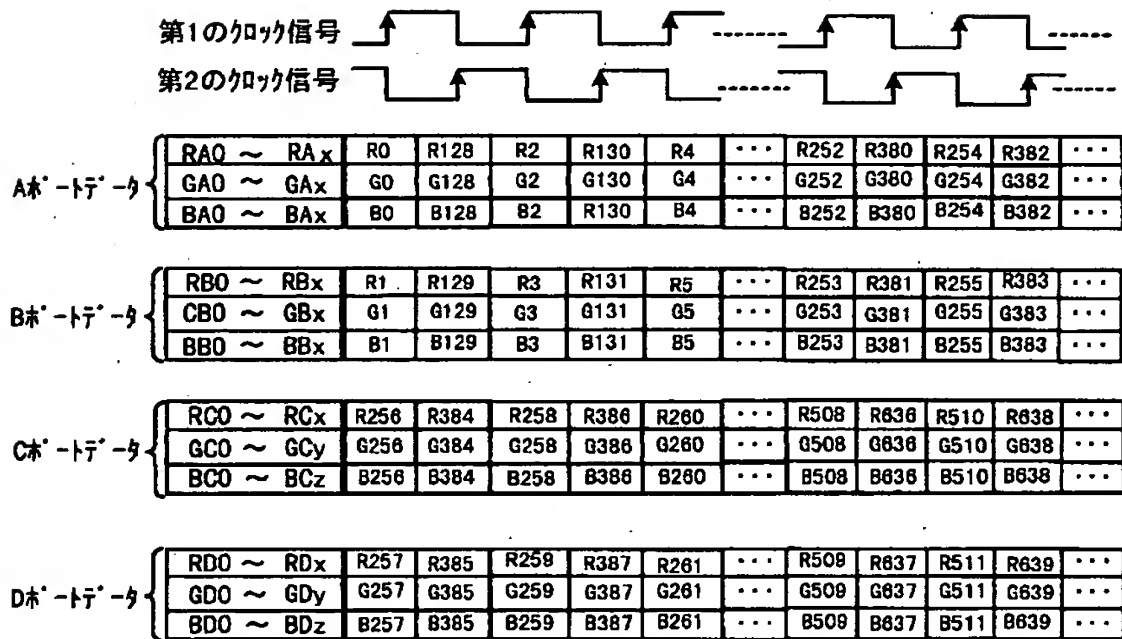 第1のクロック信号
第2のクロック信号
Aポートデータ
RA0 ～ RAx R0 R128 R2 R130 R4 ･･･ R252 R380 R254 R382 ･･･
GA0 ～ GAx G0 G128 G2 G130 G4 ･･･ G252 G380 G254 G382 ･･･
BA0 ～ BAx B0 B128 B2 R130 B4 ･･･ B252 B380 B254 B382 ･･･
Bポートデータ
RB0 ～ RBx R1 R129 R3 R131 R5 ･･･ R253 R381 R255 R383 ･･･
CB0 ～ GBx G1 G129 G3 G131 G5 ･･･ G253 G381 G255 G383 ･･･
BB0 ～ BBx B1 B129 B3 B131 B5 ･･･ B253 B381 B255 B383 ･･･
Cポートデータ
RC0 ～ RCx R256 R384 R258 R386 R260 ･･･ R508 R636 R510 R638 ･･･
GC0 ～ GCy G256 G384 G258 G386 G260 ･･･ G508 G636 G510 G638 ･･･
BC0 ～ BCz B256 B384 B258 B386 B260 ･･･ B508 B636 B510 B638 ･･･
Dポートデータ
RD0 ～ RDx R257 R385 R259 R387 R261 ･･･ R509 R637 R511 R639 ･･･
GD0 ～ GDy G257 G385 G259 G387 G261 ･･･ G509 G637 G511 G639 ･･･
BD0 ～ BDz B257 B385 B259 B387 B261 ･･･ B509 B637 B511 B639 ･･･